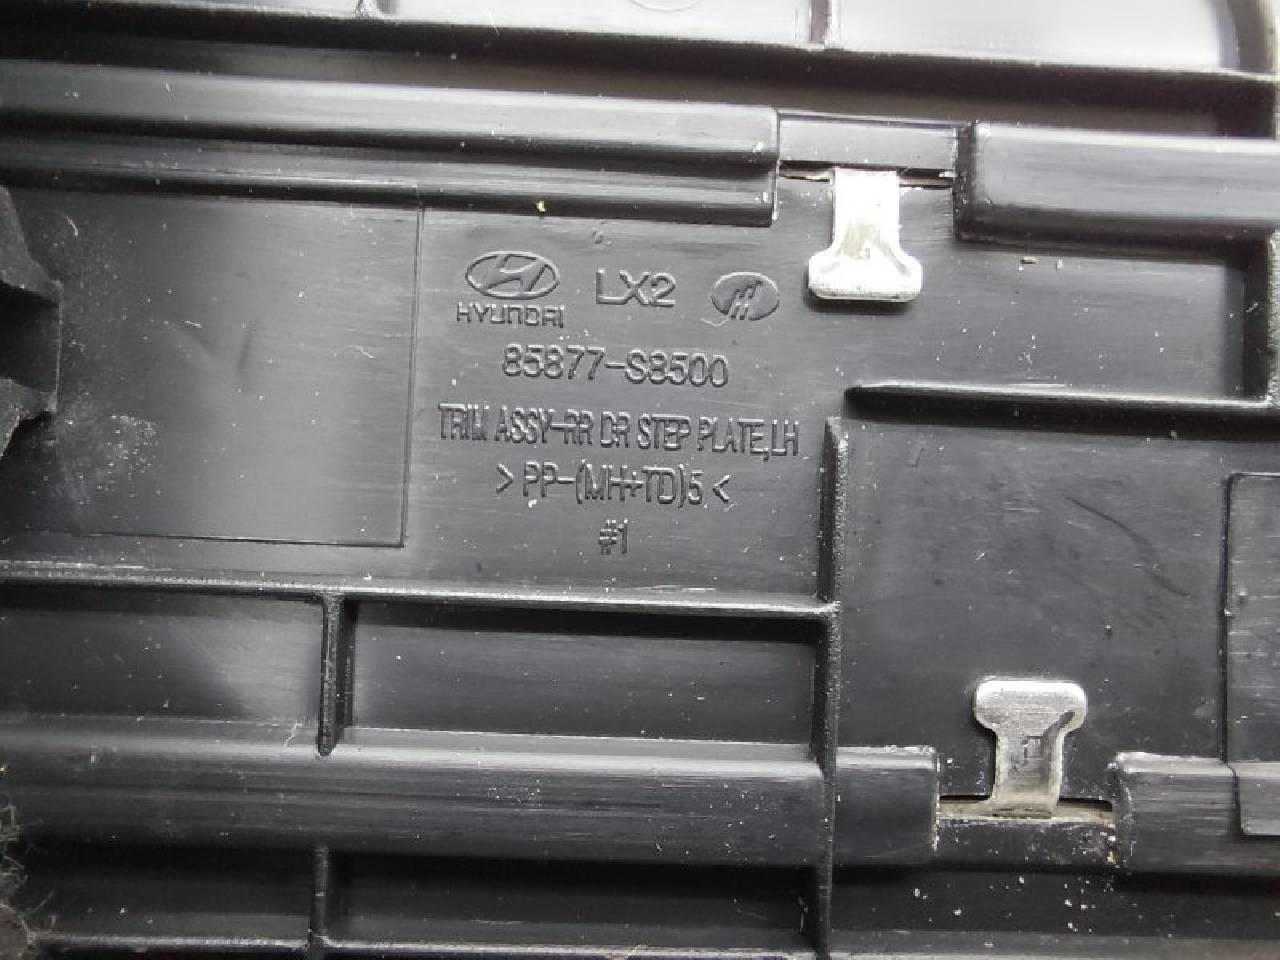 HYUNDAI LX2
85877-S8500
TRIM ASSY-RR DR STEP PLATE,LH
>PP-(MH+TD)5<
#1